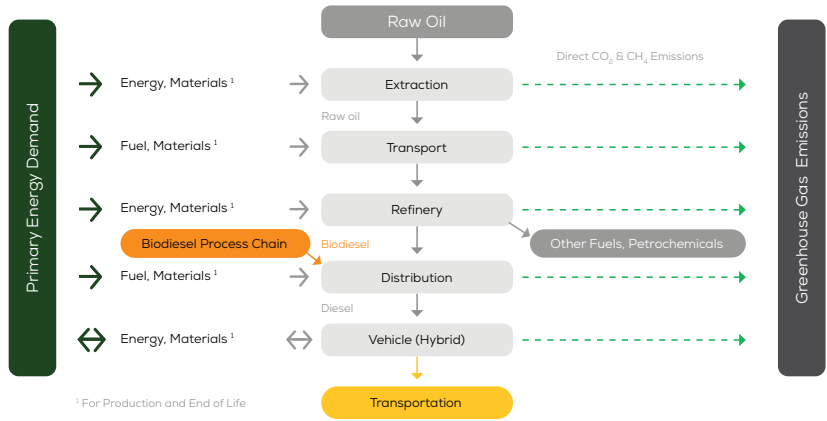 Raw Oil
Direct CO₂ & CH₄ Emissions
Energy, Materials ¹
Extraction
Raw oil
Fuel, Materials ¹
Transport
Energy, Materials ¹
Refinery
Biodiesel Process Chain
Biodiesel
Other Fuels, Petrochemicals
Fuel, Materials ¹
Distribution
Diesel
Energy, Materials ¹
Vehicle (Hybrid)
¹ For Production and End of Life
Transportation
Primary Energy Demand
Greenhouse Gas Emissions